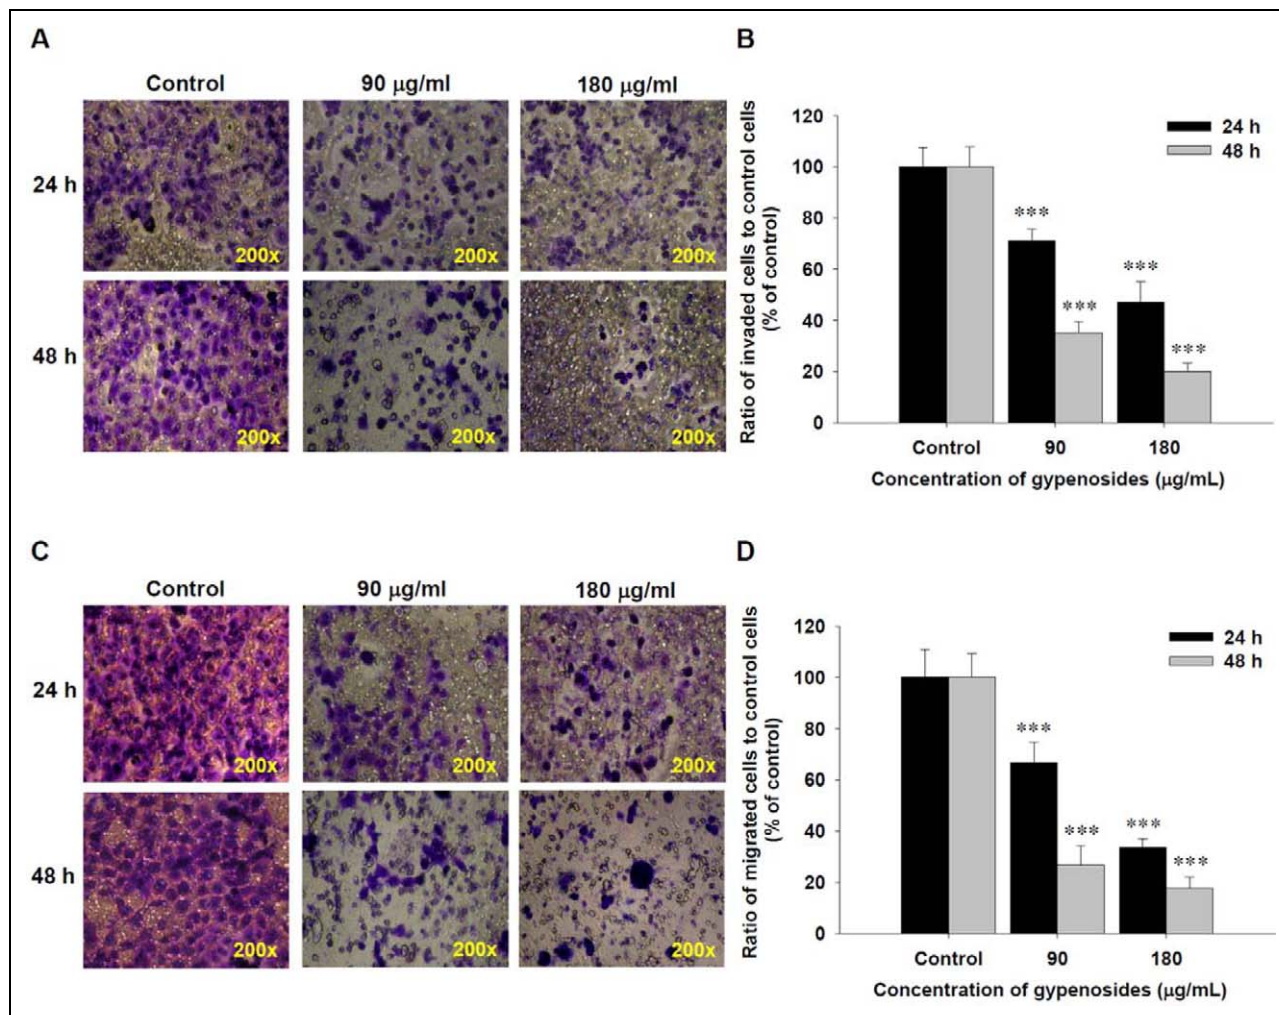 A
Control
90 μg/ml
180 μg/ml
24 h
200x
200x
200x
48 h
200x
200x
200x
B
Ratio of invaded cells to control cells
(% of control)
120
100
80
60
40
20
0
24 h
48 h
***
***
***
***
Control
90
180
Concentration of gypenosides (μg/mL)
C
Control
90 μg/ml
180 μg/ml
24 h
200x
200x
200x
48 h
200x
200x
200x
D
Ratio of migrated cells to control cells
(% of control)
120
100
80
60
40
20
0
24 h
48 h
***
***
***
***
Control
90
180
Concentration of gypenosides (μg/mL)